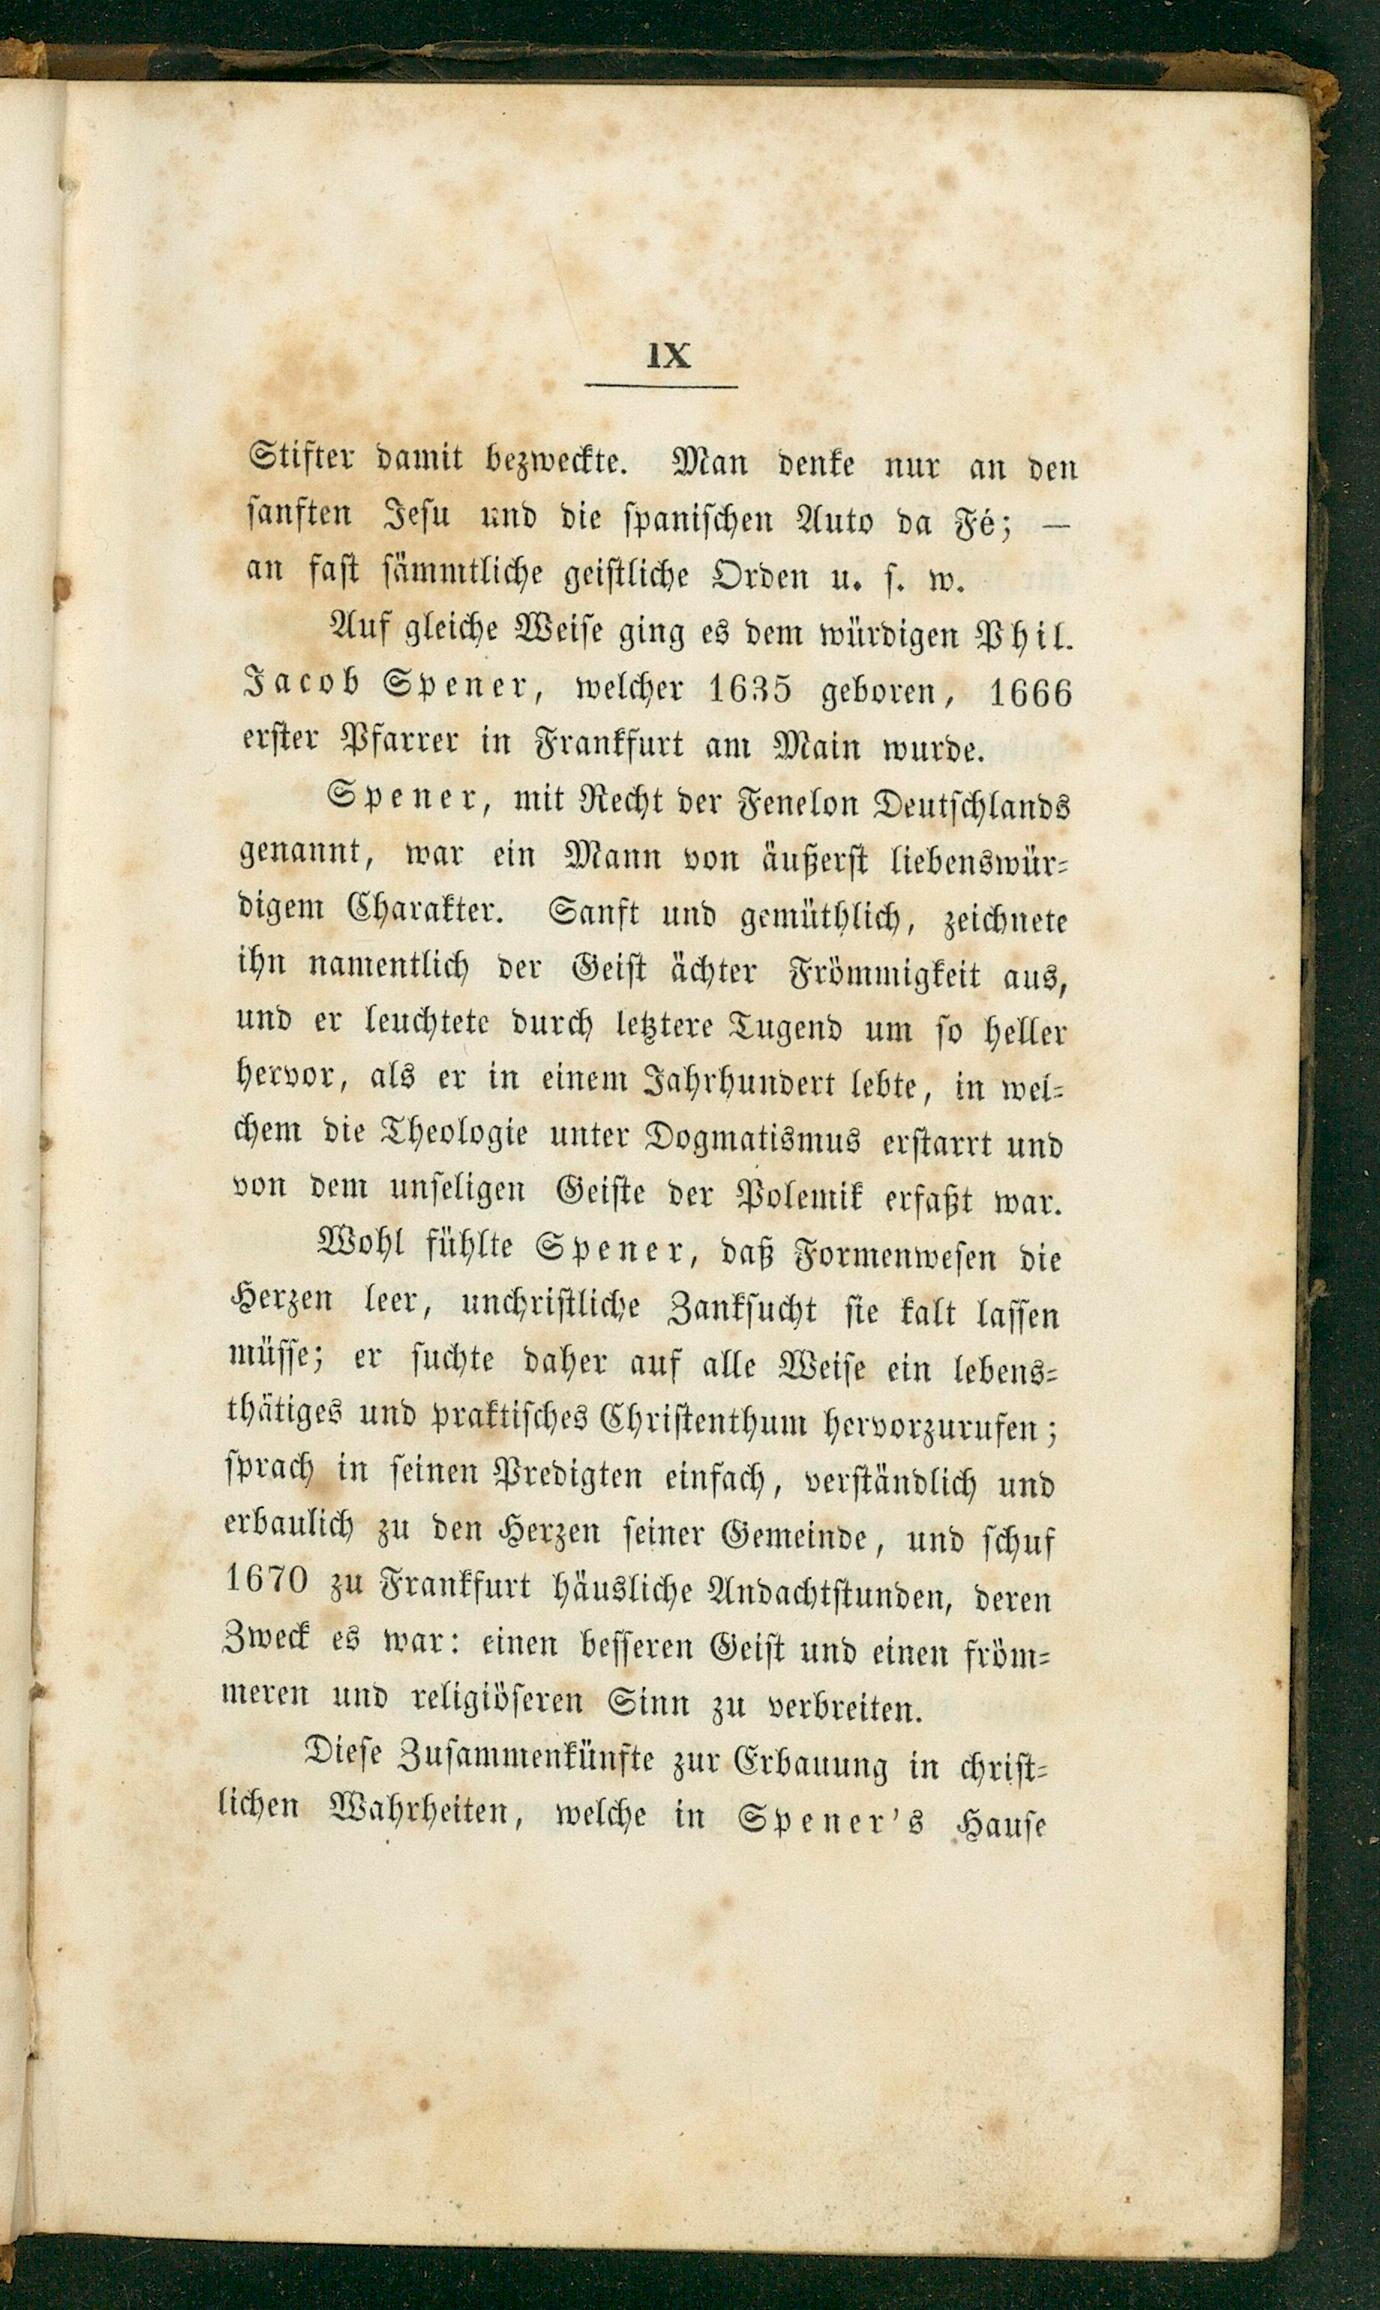 IX
Stifter damit bezweckte. Man denke nur an den
sanften Jesu und die spanischen Auto da Fé; —
an fast sämmtliche geistliche Orden u. s. w.
Auf gleiche Weise ging es dem würdigen Phil.
Jacob Spener, welcher 1635 geboren, 1666
erster Pfarrer in Frankfurt am Main wurde.
Spener, mit Recht der Fenelon Deutschlands
genannt, war ein Mann von äußerst liebenswür-
digem Charakter. Sanft und gemüthlich, zeichnete
ihn namentlich der Geist ächter Frömmigkeit aus,
und er leuchtete durch letztere Tugend um so heller
hervor, als er in einem Jahrhundert lebte, in wel-
chem die Theologie unter Dogmatismus erstarrt und
von dem unseligen Geiste der Polemik erfaßt war.
Wohl fühlte Spener, daß Formenwesen die
Herzen leer, unchristliche Zanksucht sie kalt lassen
müsse; er suchte daher auf alle Weise ein lebens-
thätiges und praktisches Christenthum hervorzurufen;
sprach in seinen Predigten einfach, verständlich und
erbaulich zu den Herzen seiner Gemeinde, und schuf
1670 zu Frankfurt häusliche Andachtstunden, deren
Zweck es war: einen besseren Geist und einen fröm-
meren und religiöseren Sinn zu verbreiten.
Diese Zusammenkünfte zur Erbauung in christ-
lichen Wahrheiten, welche in Spener's Hause